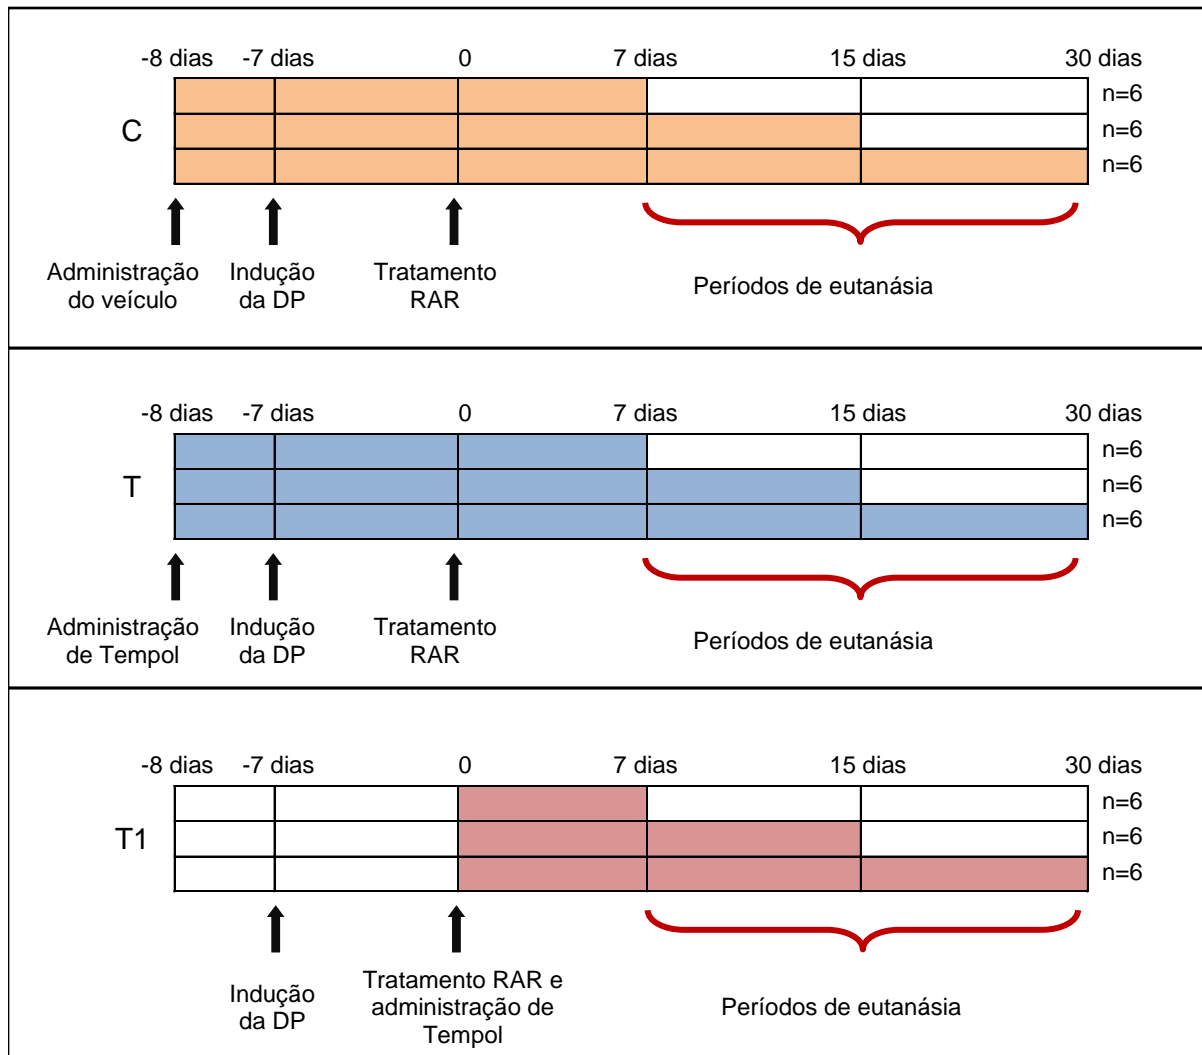 -8 dias -7 dias 0 7 dias 15 dias 30 dias
n=6
C n=6
n=6
Administração do veículo
Indução da DP
Tratamento RAR
Períodos de eutanásia
-8 dias -7 dias 0 7 dias 15 dias 30 dias
n=6
T n=6
n=6
Administração de Tempol
Indução da DP
Tratamento RAR
Períodos de eutanásia
-8 dias -7 dias 0 7 dias 15 dias 30 dias
n=6
T1 n=6
n=6
Indução da DP
Tratamento RAR e administração de Tempol
Períodos de eutanásia